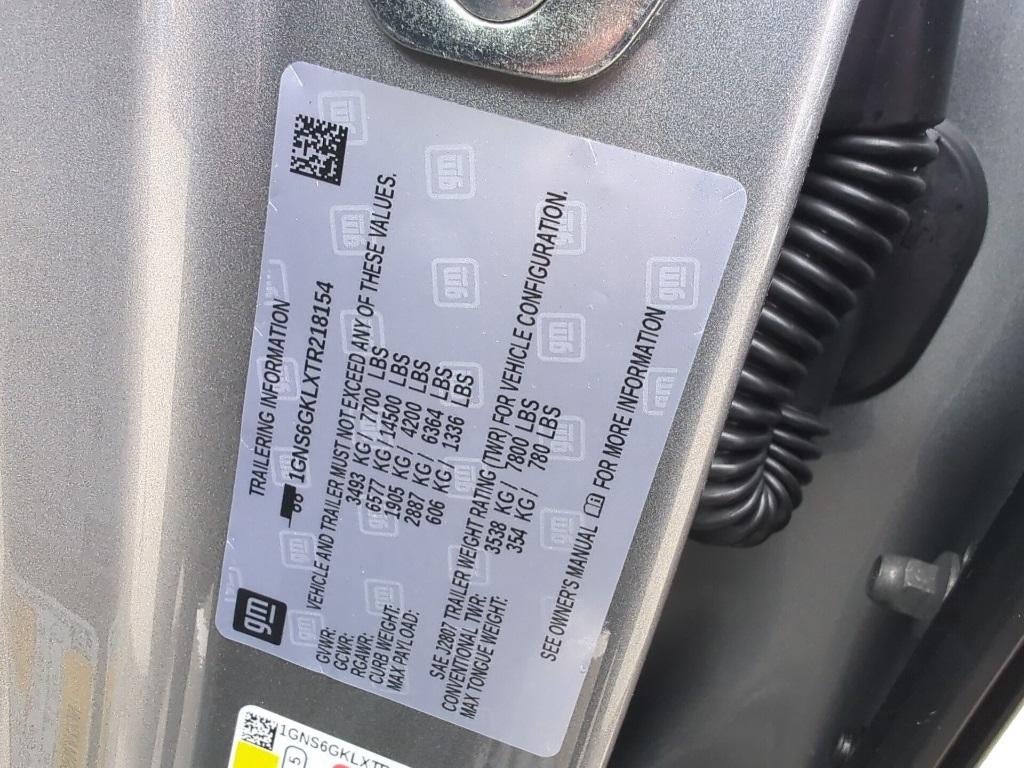 gm
TRAILERING INFORMATION
1GNS6GKLXTR218154
VEHICLE AND TRAILER MUST NOT EXCEED ANY OF THESE VALUES.
GVWR: 3493 KG / 7700 LBS
GCWR: 6577 KG / 14500 LBS
RGAWR: 1905 KG / 4200 LBS
CURB WEIGHT: 2887 KG / 6364 LBS
MAX PAYLOAD: 606 KG / 1336 LBS
SAE J2807 TRAILER WEIGHT RATING (TWR) FOR VEHICLE CONFIGURATION.
CONVENTIONAL TWR: 3538 KG / 7800 LBS
MAX TONGUE WEIGHT: 354 KG / 780 LBS
SEE OWNER'S MANUAL FOR MORE INFORMATION
1GNS6GKLXTR
5